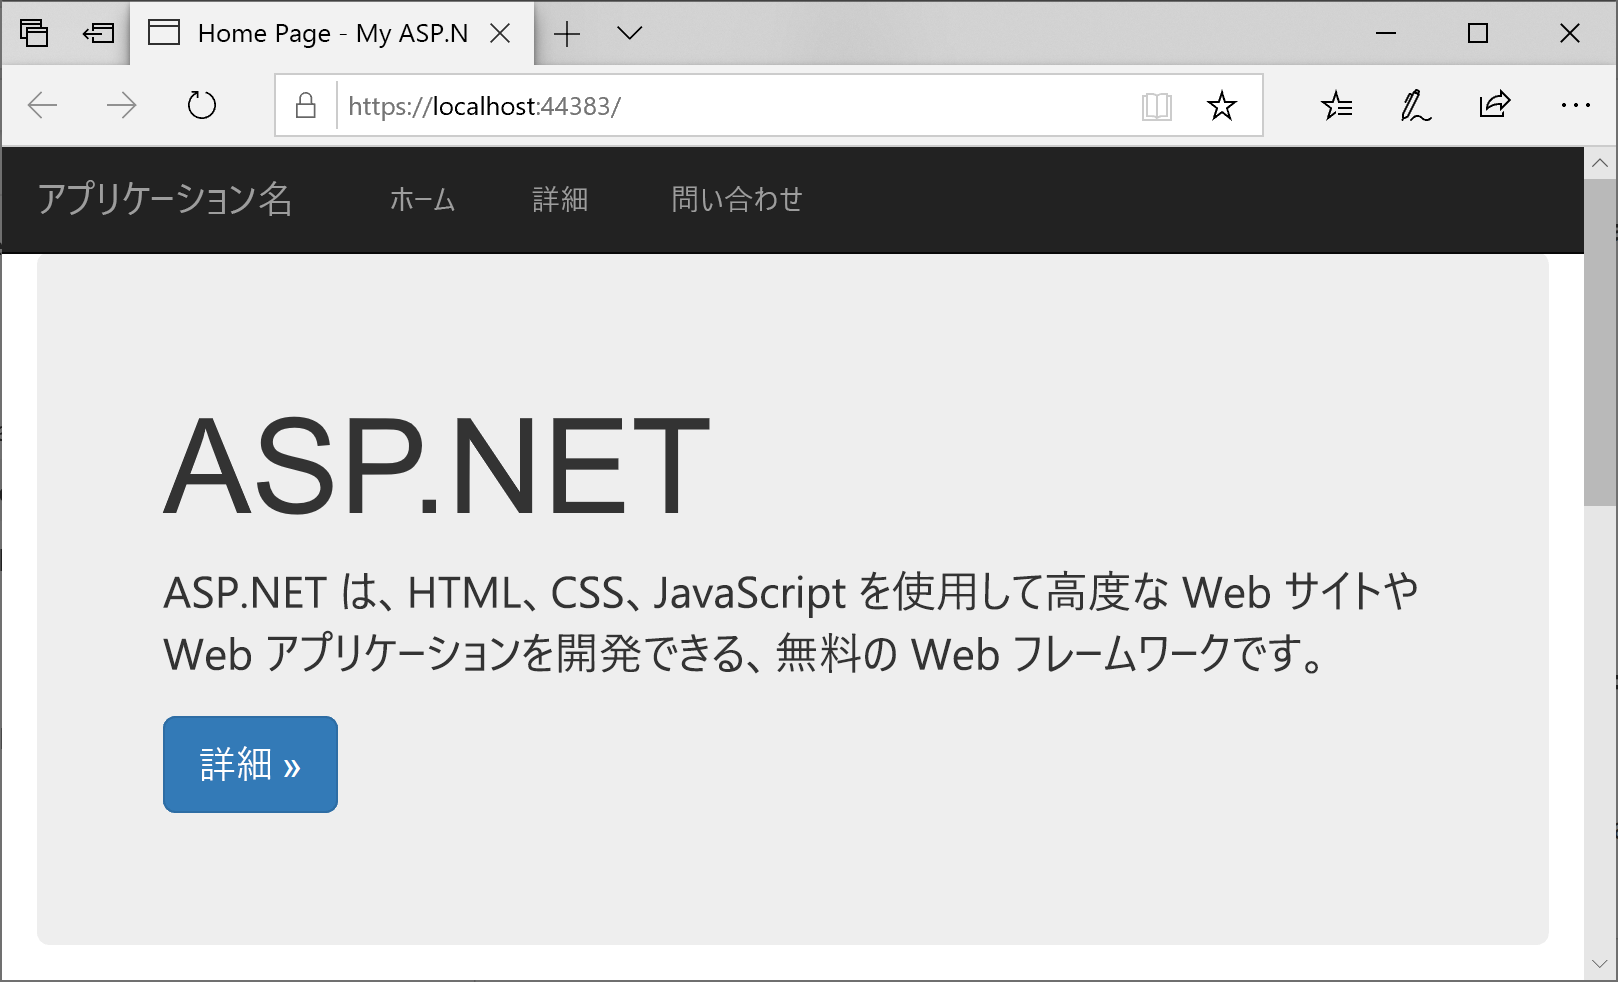 Home Page - My ASP.N
https://localhost:44383/
アプリケーション名 ホーム 詳細 問い合わせ
ASP.NET
ASP.NET は、HTML、CSS、JavaScript を使用して高度な Web サイトや
Web アプリケーションを開発できる、無料の Web フレームワークです。
詳細 »